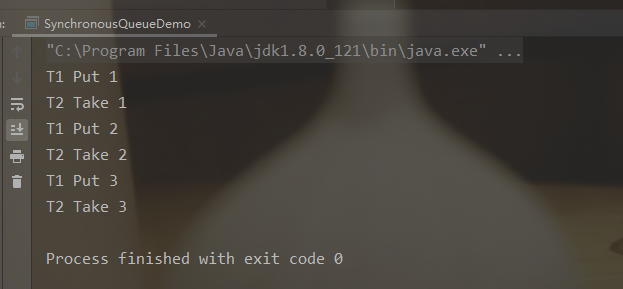 n: SynchronousQueueDemo ×
"C:\Program Files\Java\jdk1.8.0_121\bin\java.exe" ...
T1 Put 1
T2 Take 1
T1 Put 2
T2 Take 2
T1 Put 3
T2 Take 3
Process finished with exit code 0